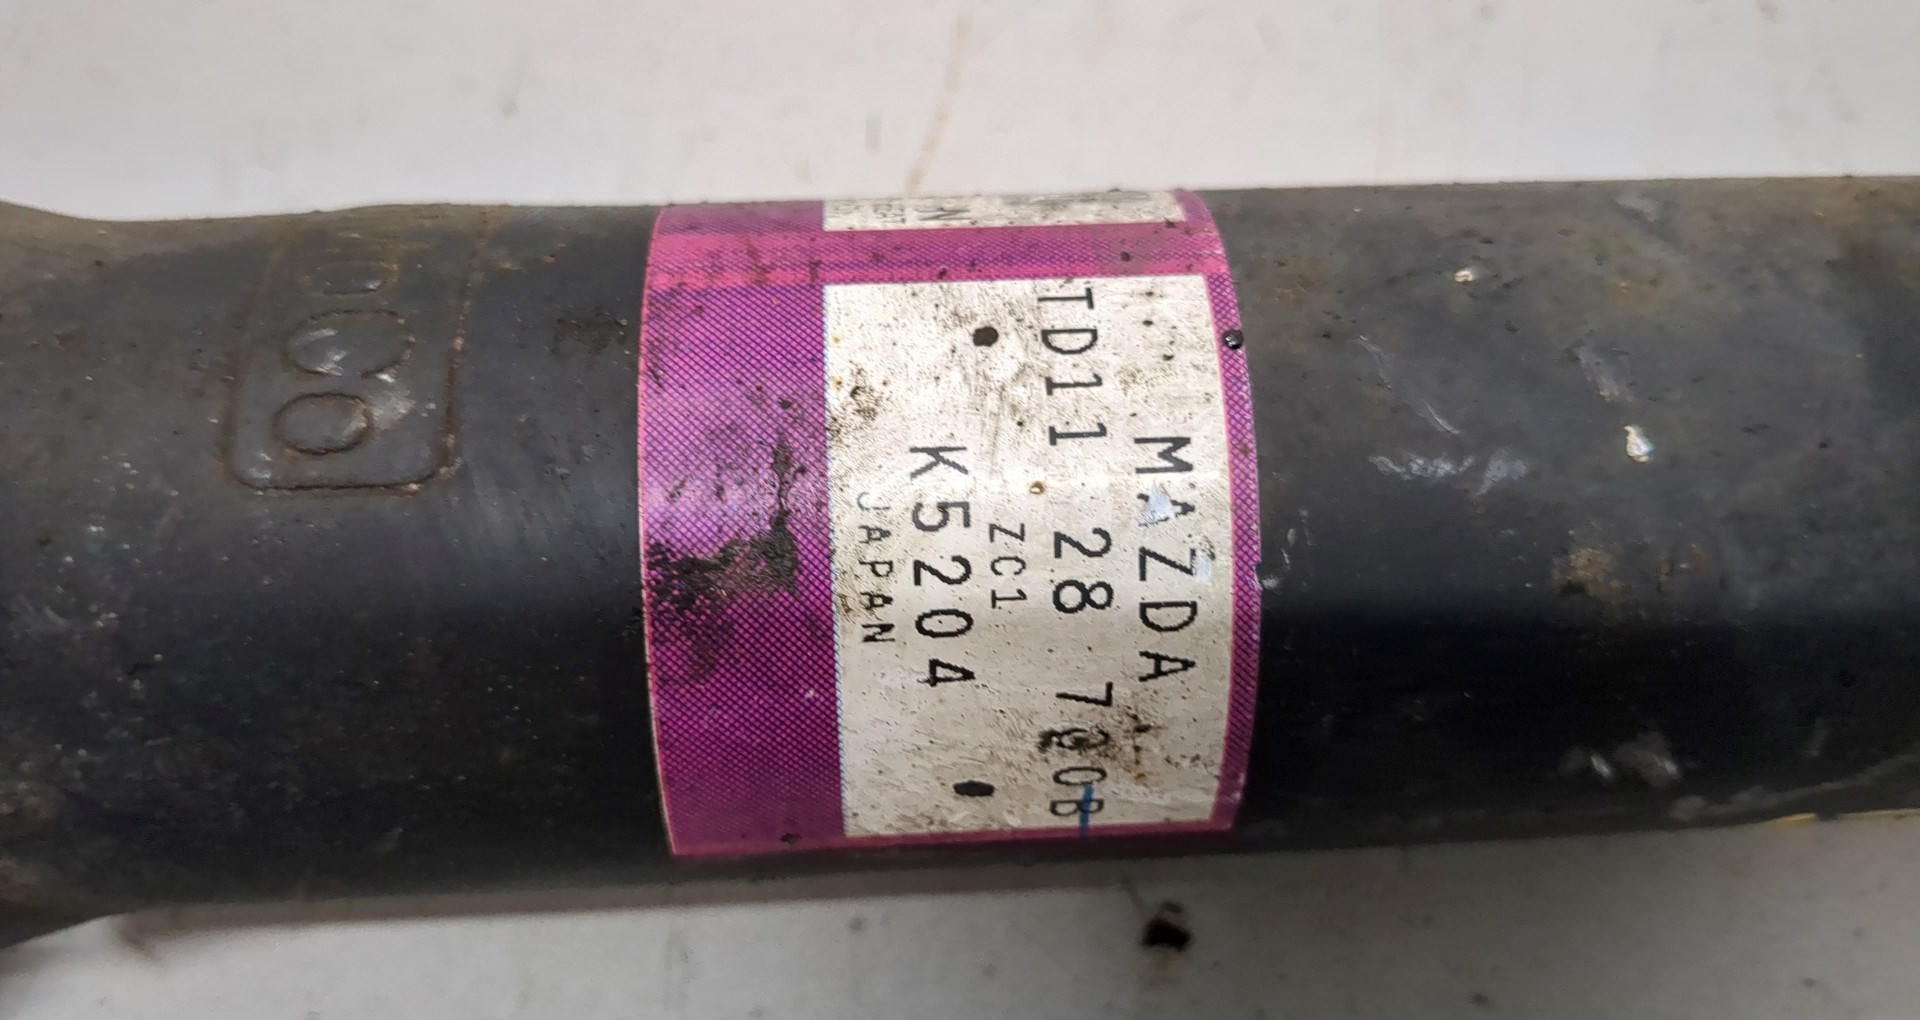 MAZDA
TD11 28 700B
ZC1
K5204
JAPAN